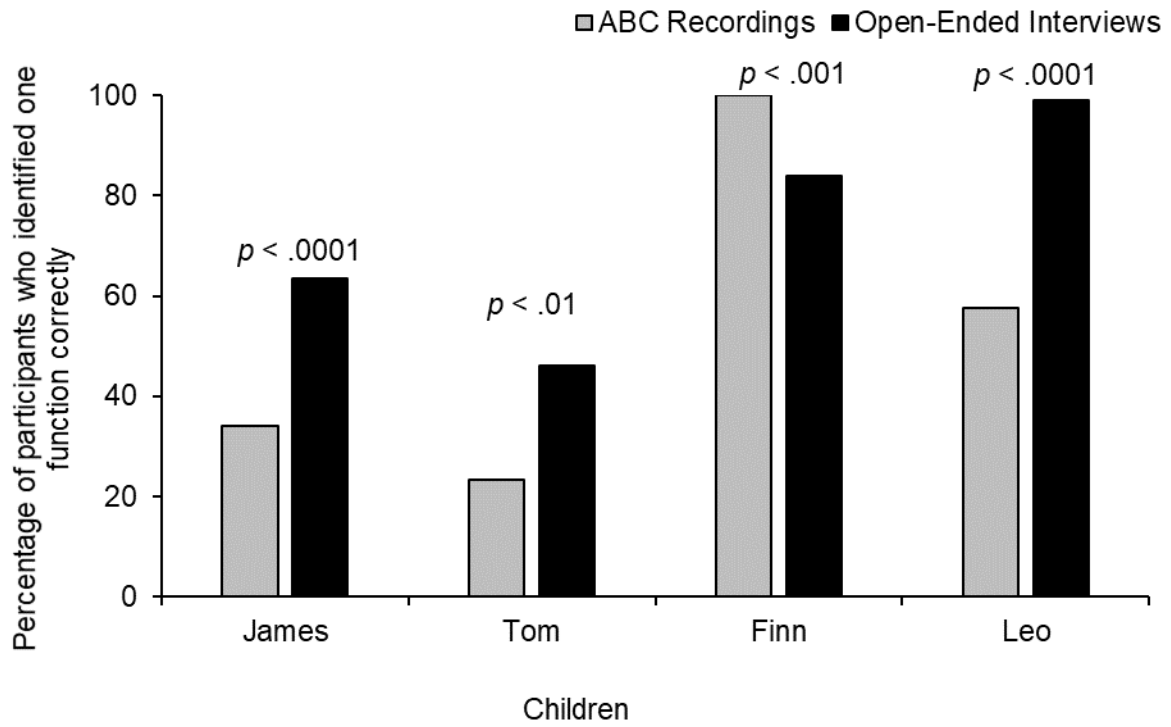 ABC Recordings Open-Ended Interviews
Percentage of participants who identified one
function correctly
100
80
60
40
20
0
p < .0001
p < .01
p < .001
p < .0001
James Tom Finn Leo
Children